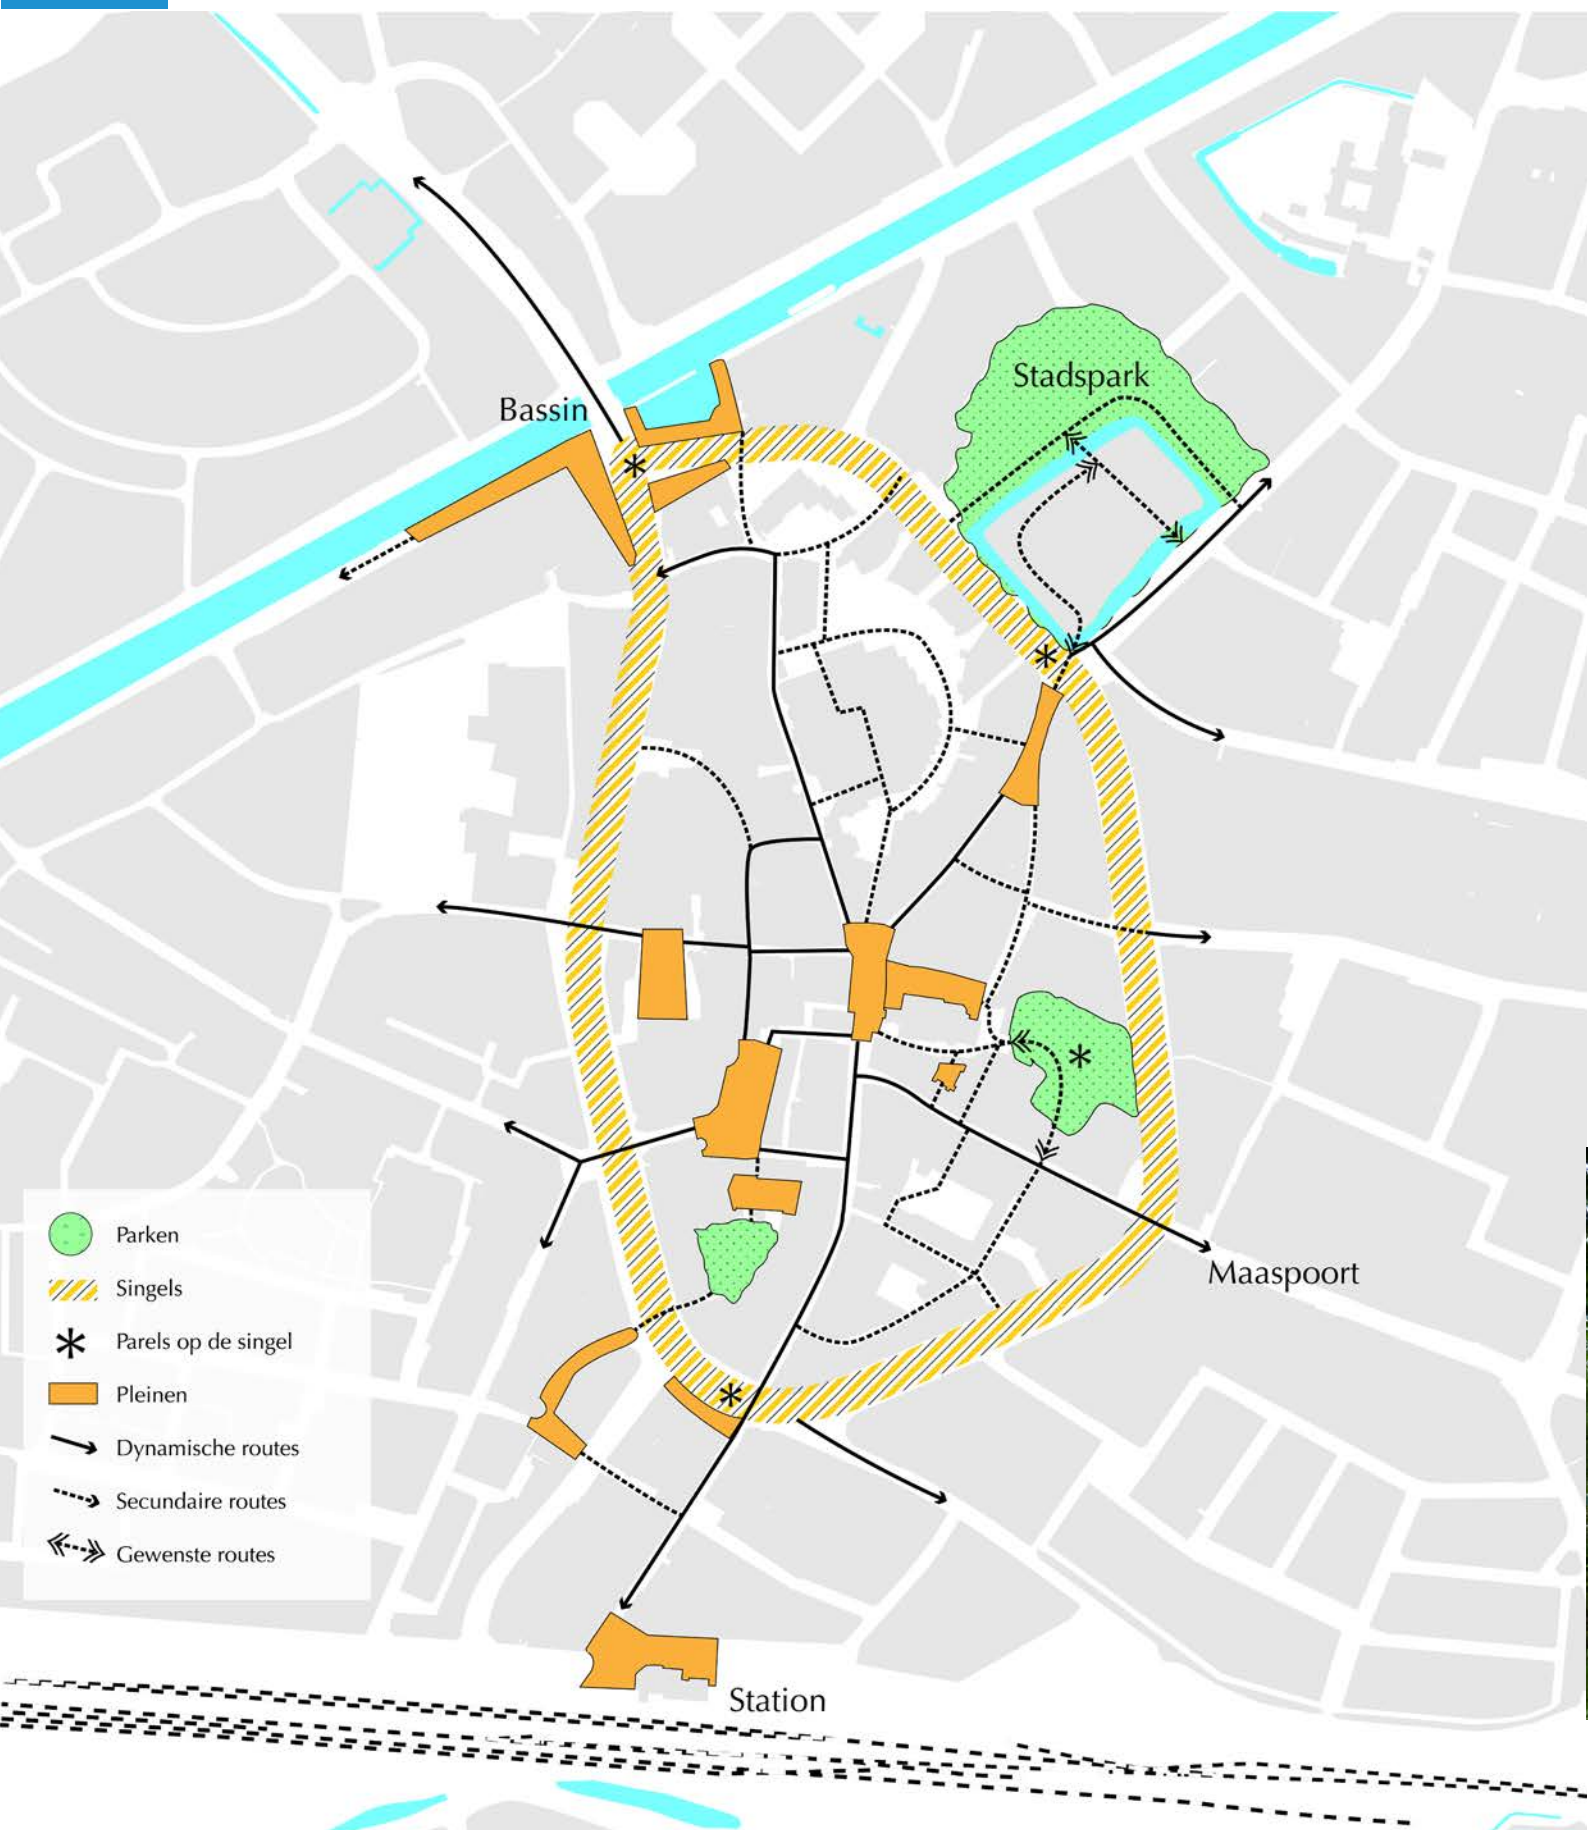 Stadspark
Bassin
Maaspoort
Parken
Singels
Parels op de singel
Pleinen
Dynamische routes
Secundaire routes
Gewenste routes
Station